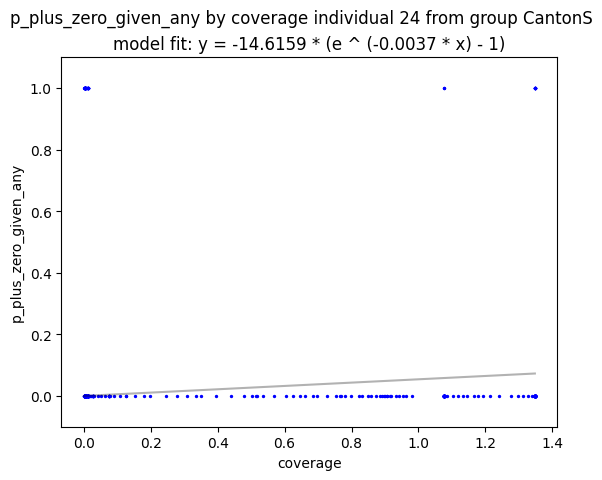 p_plus_zero_given_any by coverage individual 24 from group CantonS
model fit: y = -14.6159 * (e ^ (-0.0037 * x) - 1)
p_plus_zero_given_any
1.0
0.8
0.6
0.4
0.2
0.0
0.0 0.2 0.4 0.6 0.8 1.0 1.2 1.4
coverage